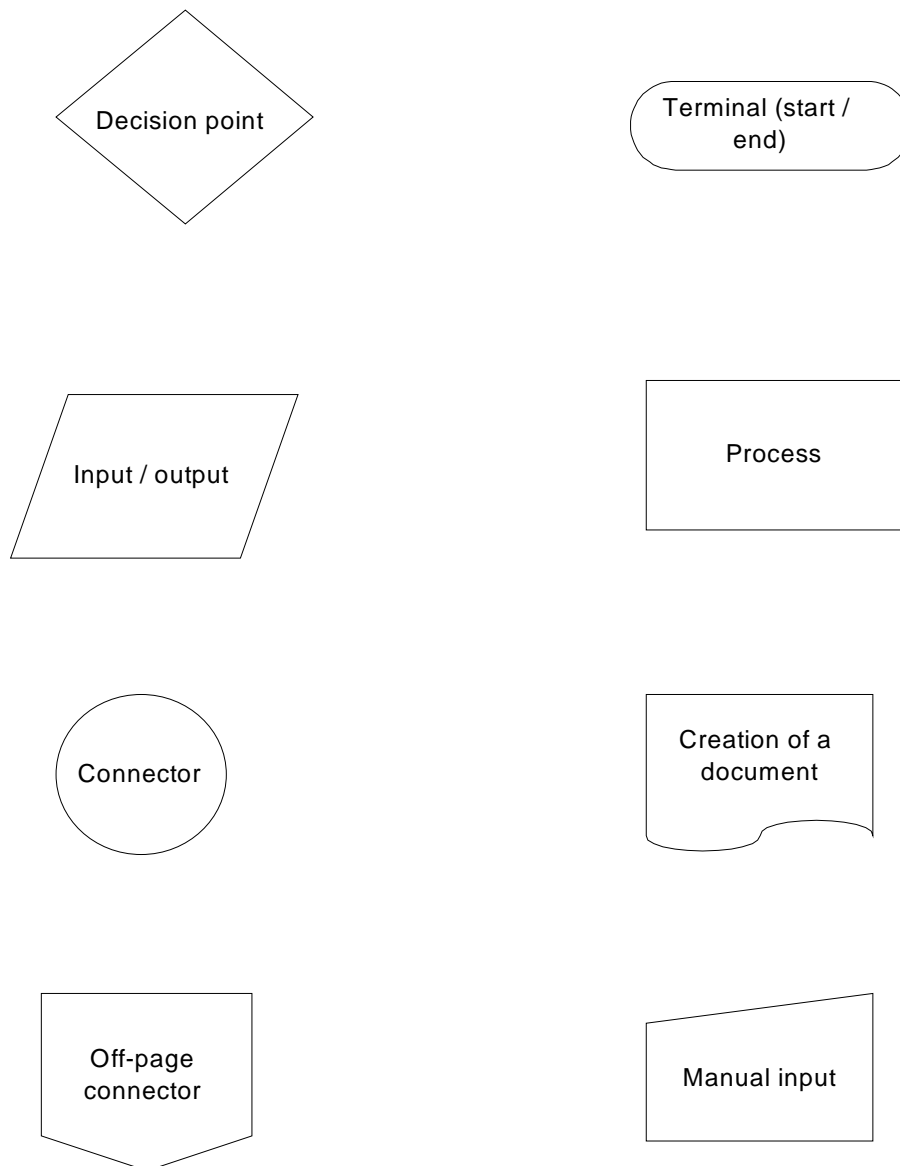 Decision point
Terminal (start /
end)
Input / output
Process
Connector
Creation of a
document
Off-page
connector
Manual input